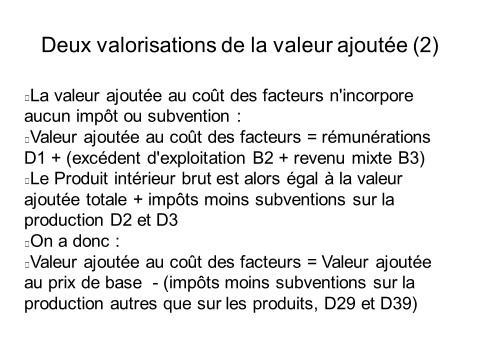 Deux valorisations de la valeur ajoutée (2)
La valeur ajoutée au coût des facteurs n'incorpore
aucun impôt ou subvention :
Valeur ajoutée au coût des facteurs = rémunérations
D1 + (excédent d'exploitation B2 + revenu mixte B3)
Le Produit intérieur brut est alors égal à la valeur
ajoutée totale + impôts moins subventions sur la
production D2 et D3
On a donc :
Valeur ajoutée au coût des facteurs = Valeur ajoutée
au prix de base - (impôts moins subventions sur la
production autres que sur les produits, D29 et D39)